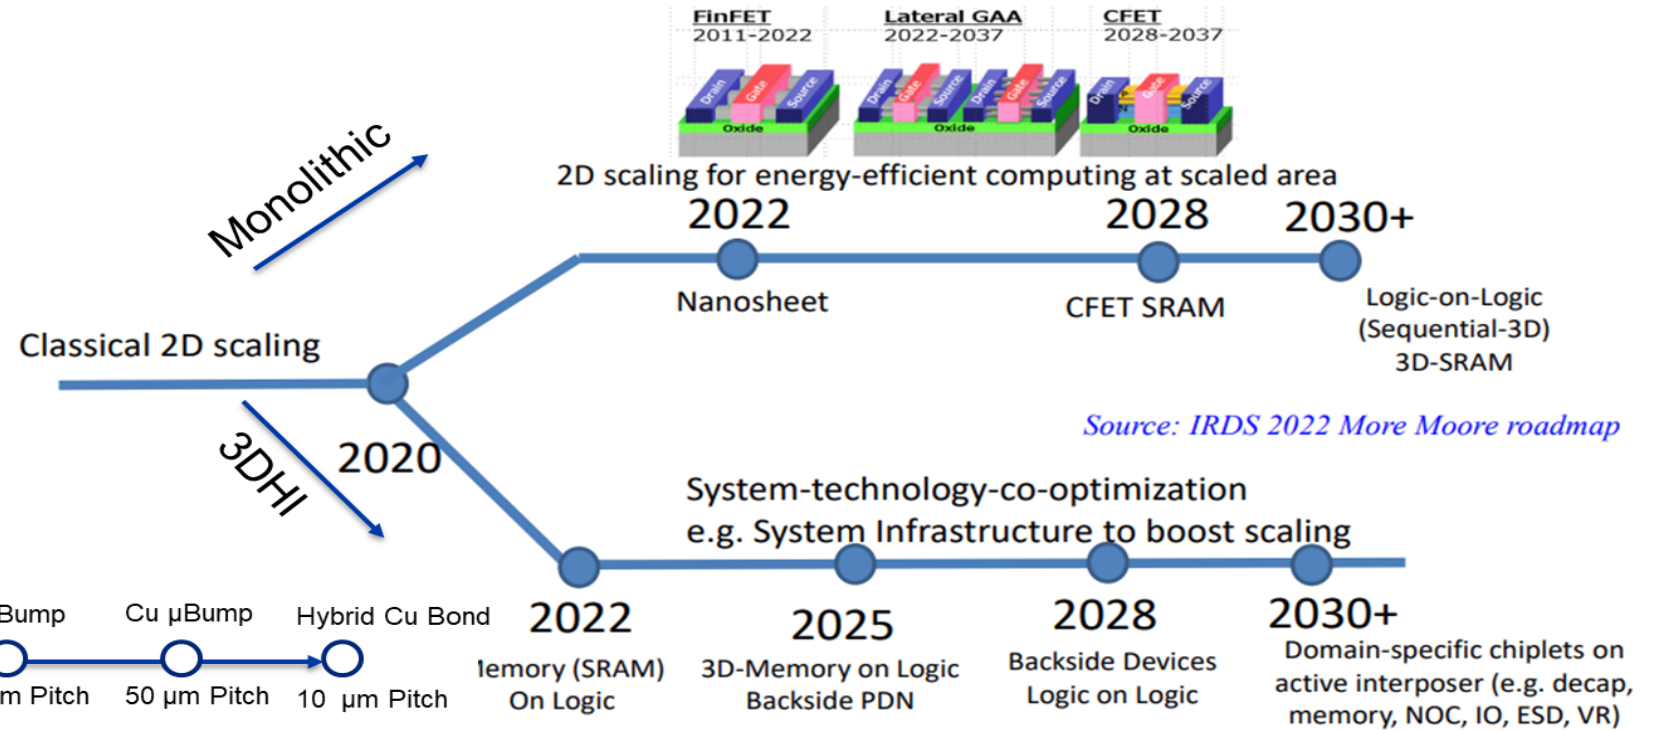 FinFET
2011-2022
Lateral GAA
2022-2037
CFET
2028-2037
Drain
Gate
Source
Oxide
Drain
Gate
Source
Drain
Gate
Source
Oxide
Drain
P
N
Gate
Source
Oxide
2D scaling for energy-efficient computing at scaled area
Monolithic
2022
2028
2030+
Nanosheet
CFET SRAM
Logic-on-Logic
(Sequential-3D)
3D-SRAM
Classical 2D scaling
2020
3DHI
Source: IRDS 2022 More Moore roadmap
System-technology-co-optimization
e.g. System Infrastructure to boost scaling
2022
2025
2028
2030+
(SRAM)
On Logic
3D-Memory on Logic
Backside PDN
Backside Devices
Logic on Logic
Domain-specific chiplets on
active interposer (e.g. decap,
memory, NOC, IO, ESD, VR)
Bump
Cu µBump
Hybrid Cu Bond
m Pitch
50 µm Pitch
10 µm Pitch